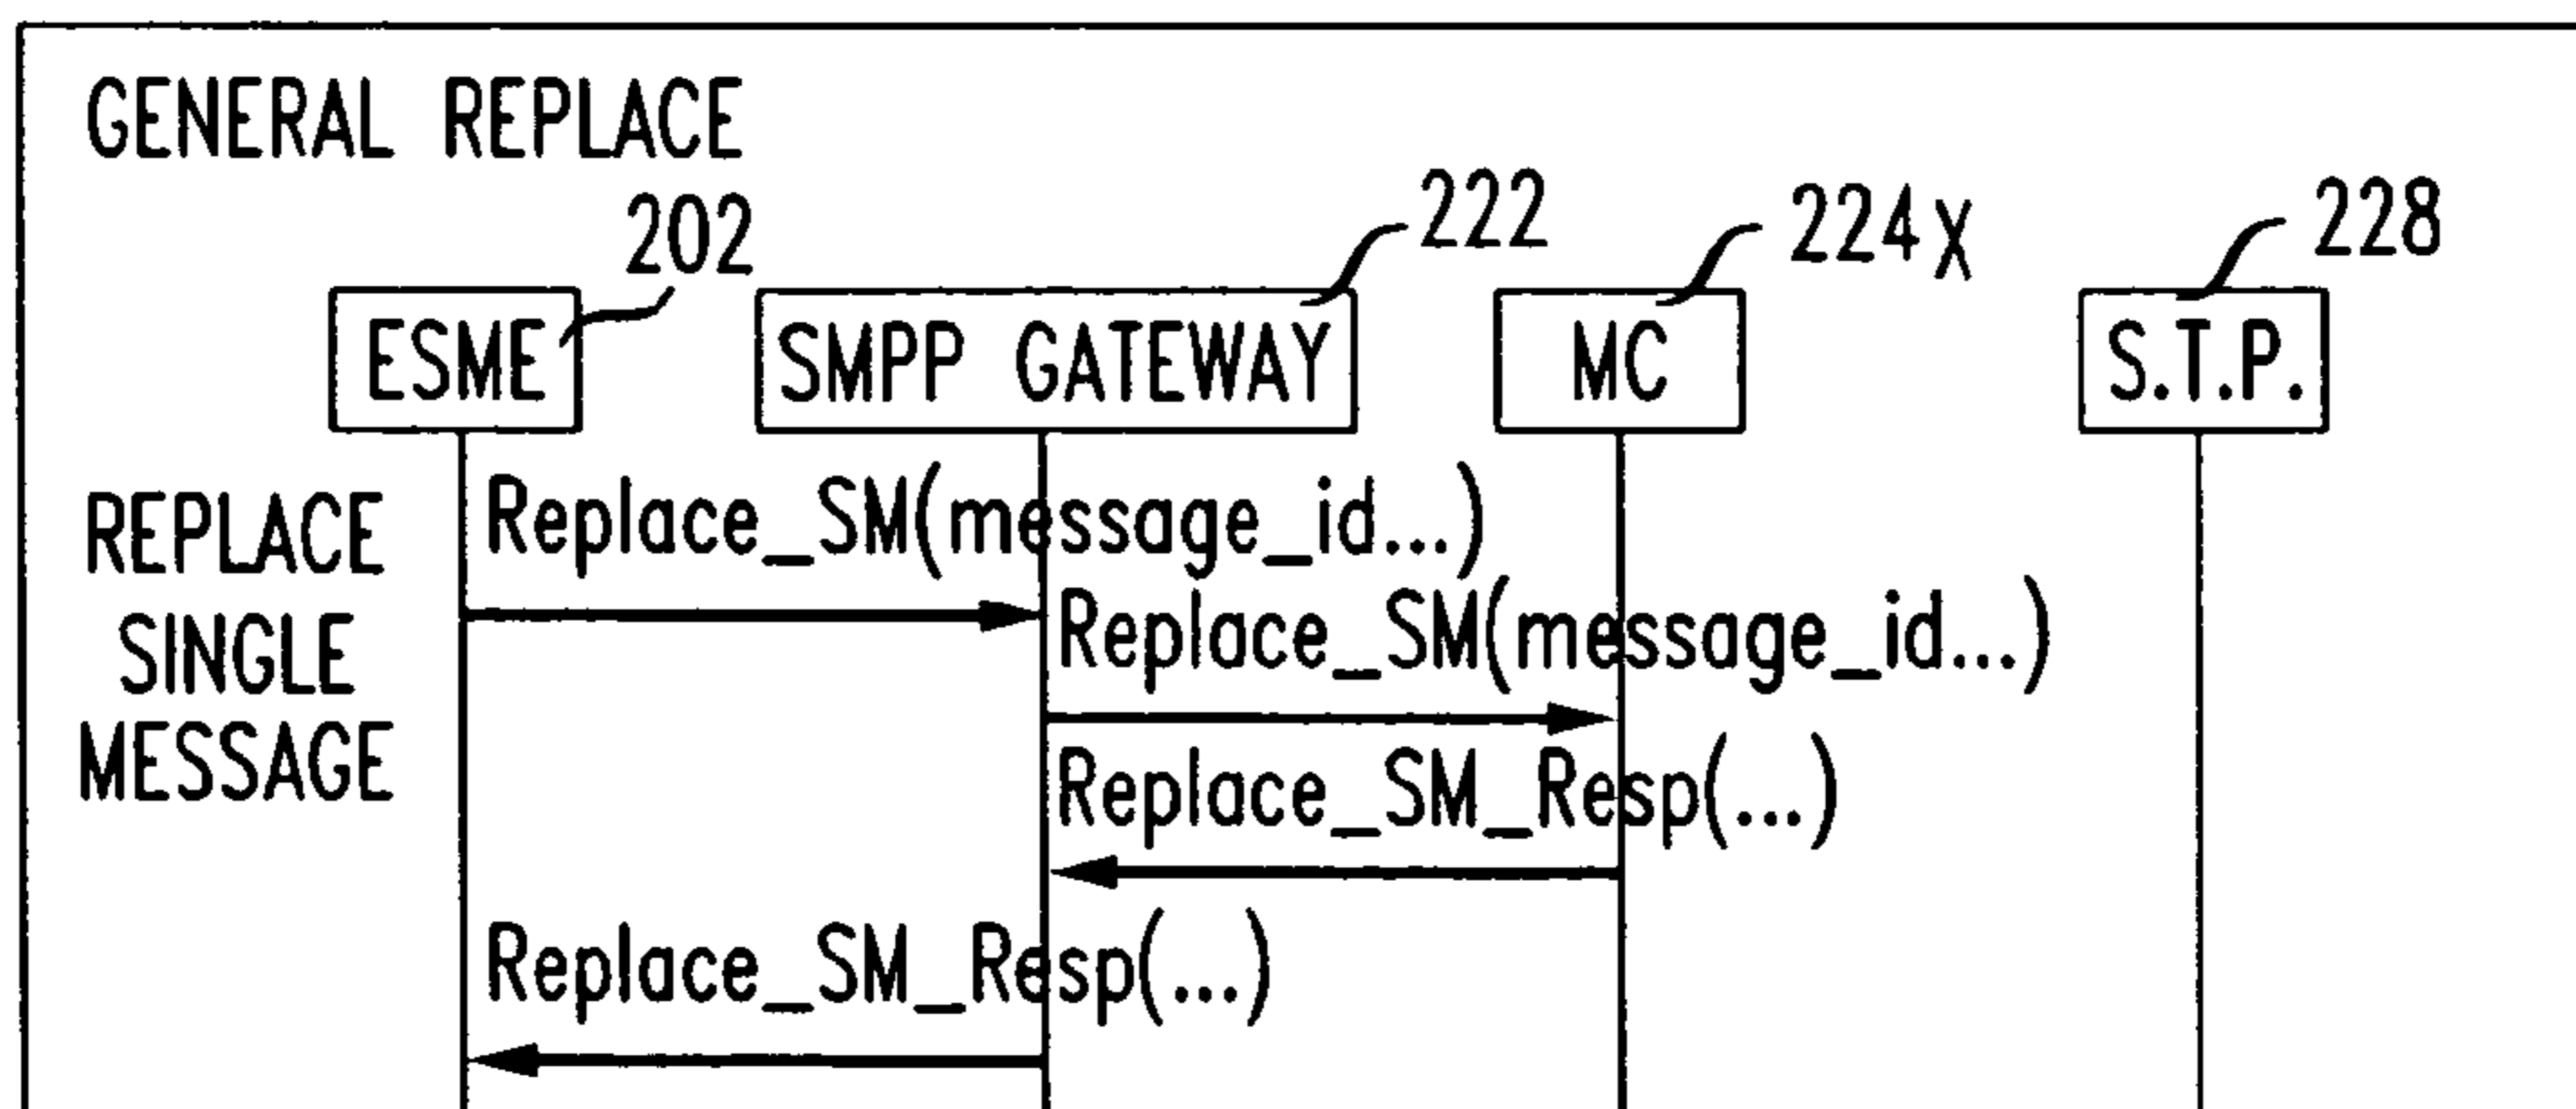 GENERAL REPLACE
202
222
224X
228
ESME
SMPP GATEWAY
MC
S.T.P.
REPLACE
SINGLE
MESSAGE
Replace_SM(message_id...)
Replace_SM(message_id...)
Replace_SM_Resp(...)
Replace_SM_Resp(...)